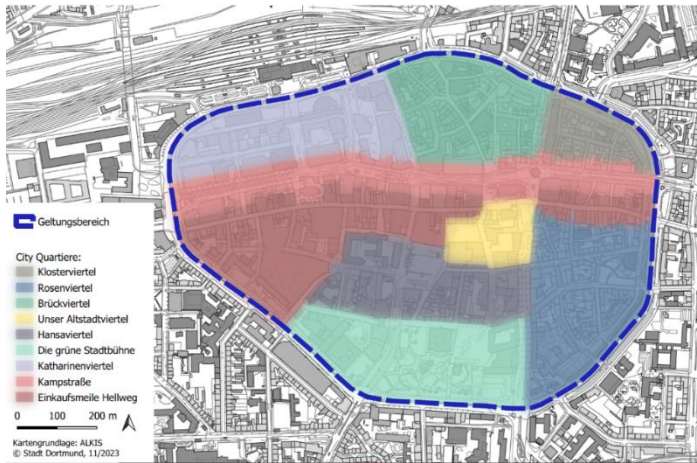 Geltungsbereich
City Quartiere:
Klosterviertel
Rosenviertel
Brückviertel
Unser Altstadtviertel
Hansaviertel
Die grüne Stadtbühne
Katharinenviertel
Kampstraße
Einkaufsmeile Hellweg
0 100 200 m
Kartengrundlage: ALKIS
© Stadt Dortmund, 11/2023